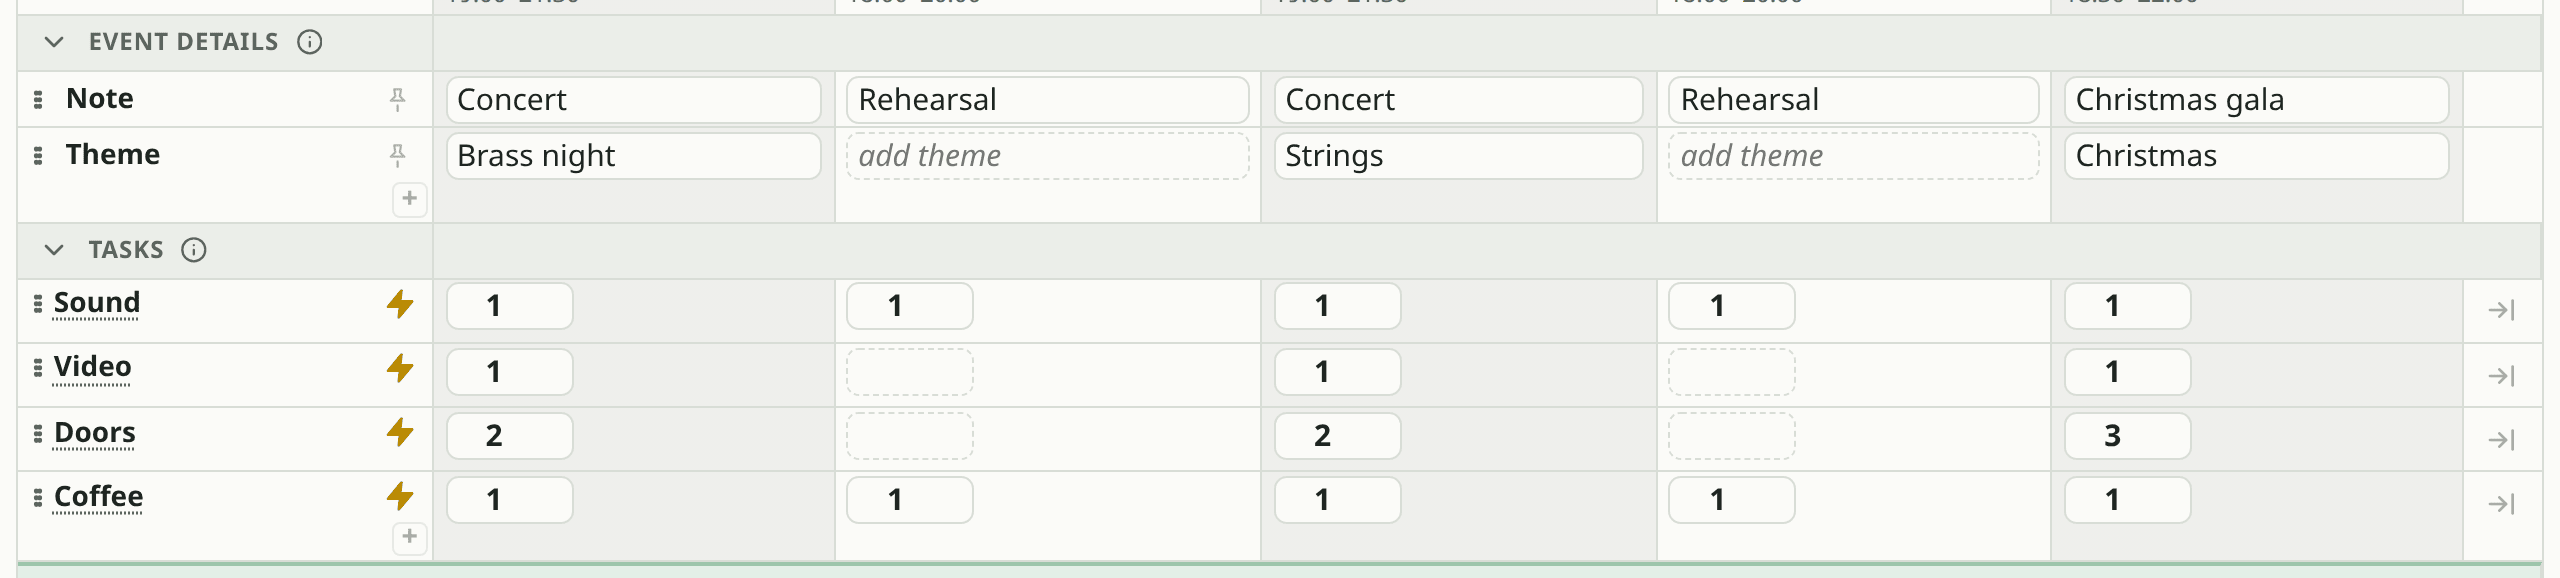 EVENT DETAILS
Note Concert Rehearsal Concert Rehearsal Christmas gala
Theme Brass night add theme Strings add theme Christmas
+
TASKS
Sound 1 1 1 1 1
Video 1 1 1
Doors 2 2 3
Coffee 1 1 1 1 1
+